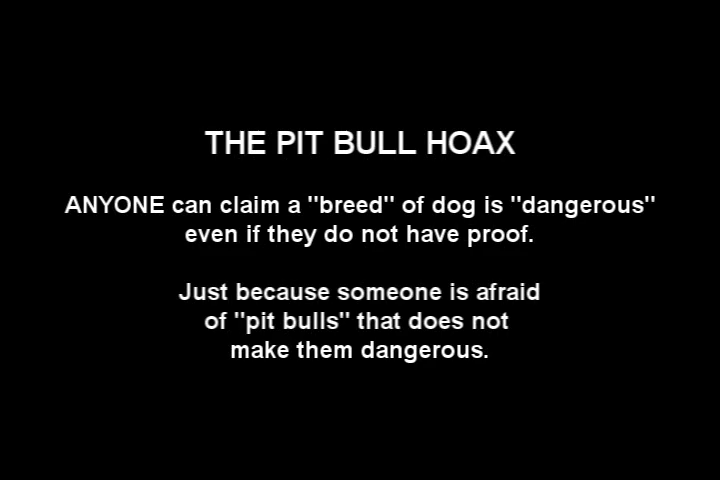 THE PIT BULL HOAX
ANYONE can claim a "breed" of dog is "dangerous"
even if they do not have proof.
Just because someone is afraid
of "pit bulls" that does not
make them dangerous.